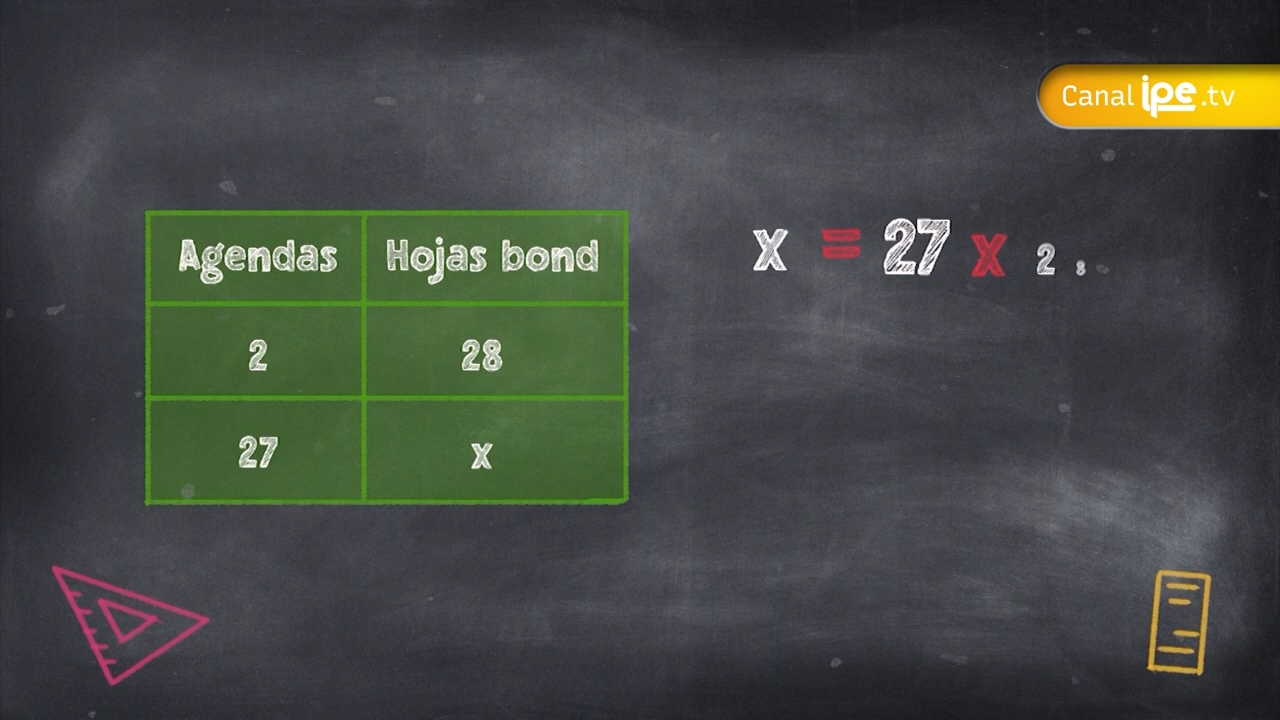 Canal ipe.tv
Agendas Hojas bond
x = 27 x 2
2 28
27 x